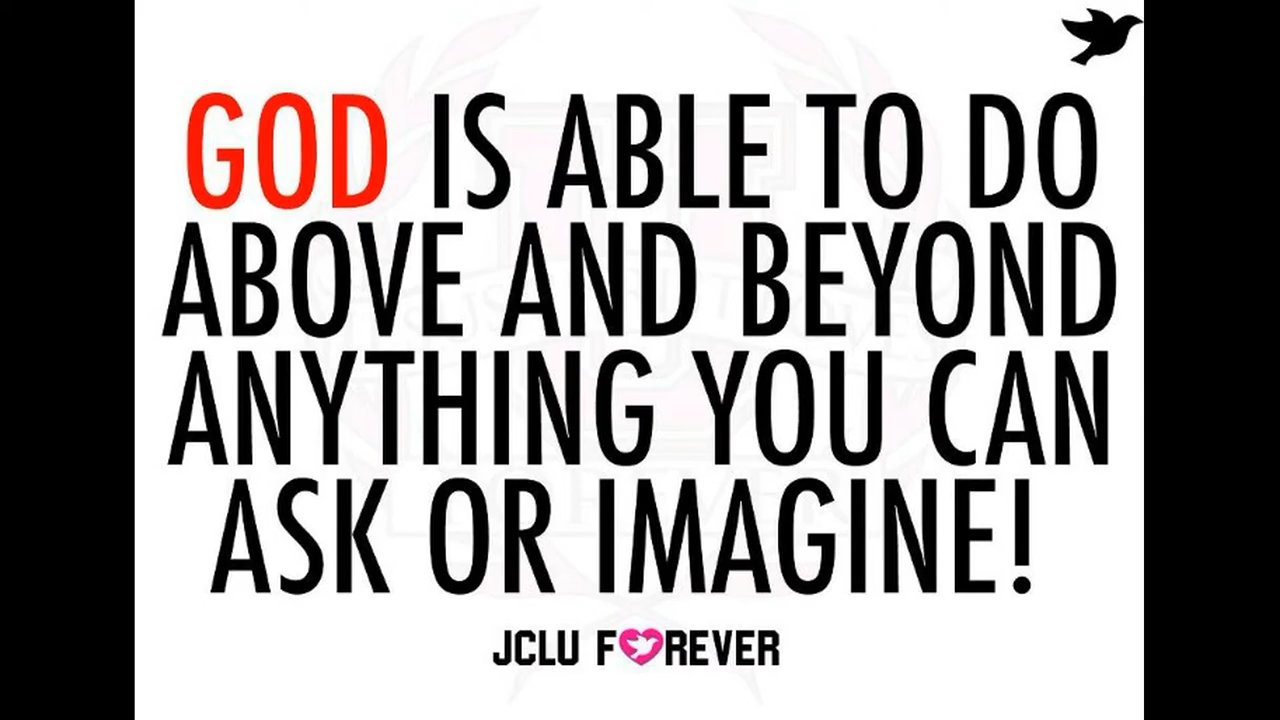 GOD IS ABLE TO DO
ABOVE AND BEYOND
ANYTHING YOU CAN
ASK OR IMAGINE!
JCLU FOREVER